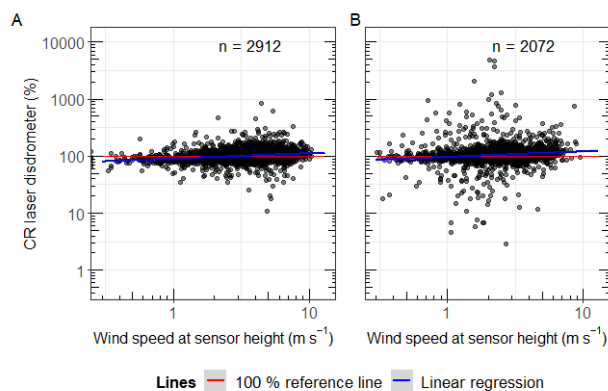 A
B
n = 2912
n = 2072
CR laser disdrometer (%)
10000
1000
100
10
1
1
10
1
10
Wind speed at sensor height (m s⁻¹)
Wind speed at sensor height (m s⁻¹)
Lines
100 % reference line
Linear regression